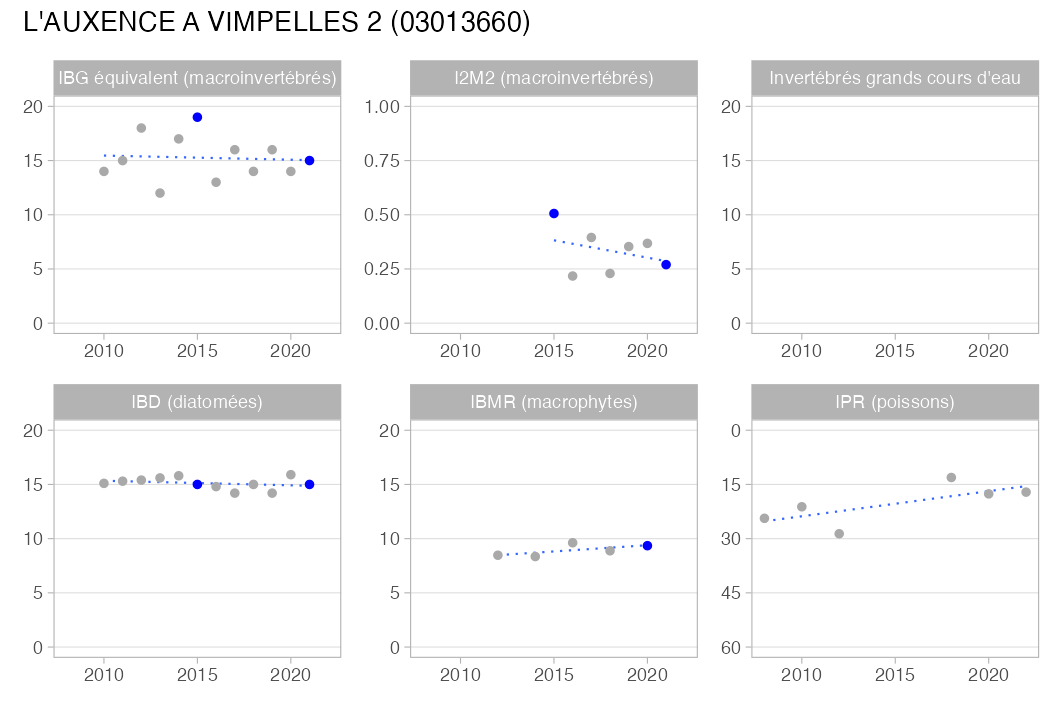 L'AUXENCE A VIMPELLES 2 (03013660)
IBG équivalent (macroinvertébrés)
20
15
10
5
0
2010 2015 2020
I2M2 (macroinvertébrés)
1.00
0.75
0.50
0.25
0.00
2010 2015 2020
Invertébrés grands cours d'eau
20
15
10
5
0
2010 2015 2020
IBD (diatomées)
20
15
10
5
0
2010 2015 2020
IBMR (macrophytes)
20
15
10
5
0
2010 2015 2020
IPR (poissons)
0
15
30
45
60
2010 2015 2020